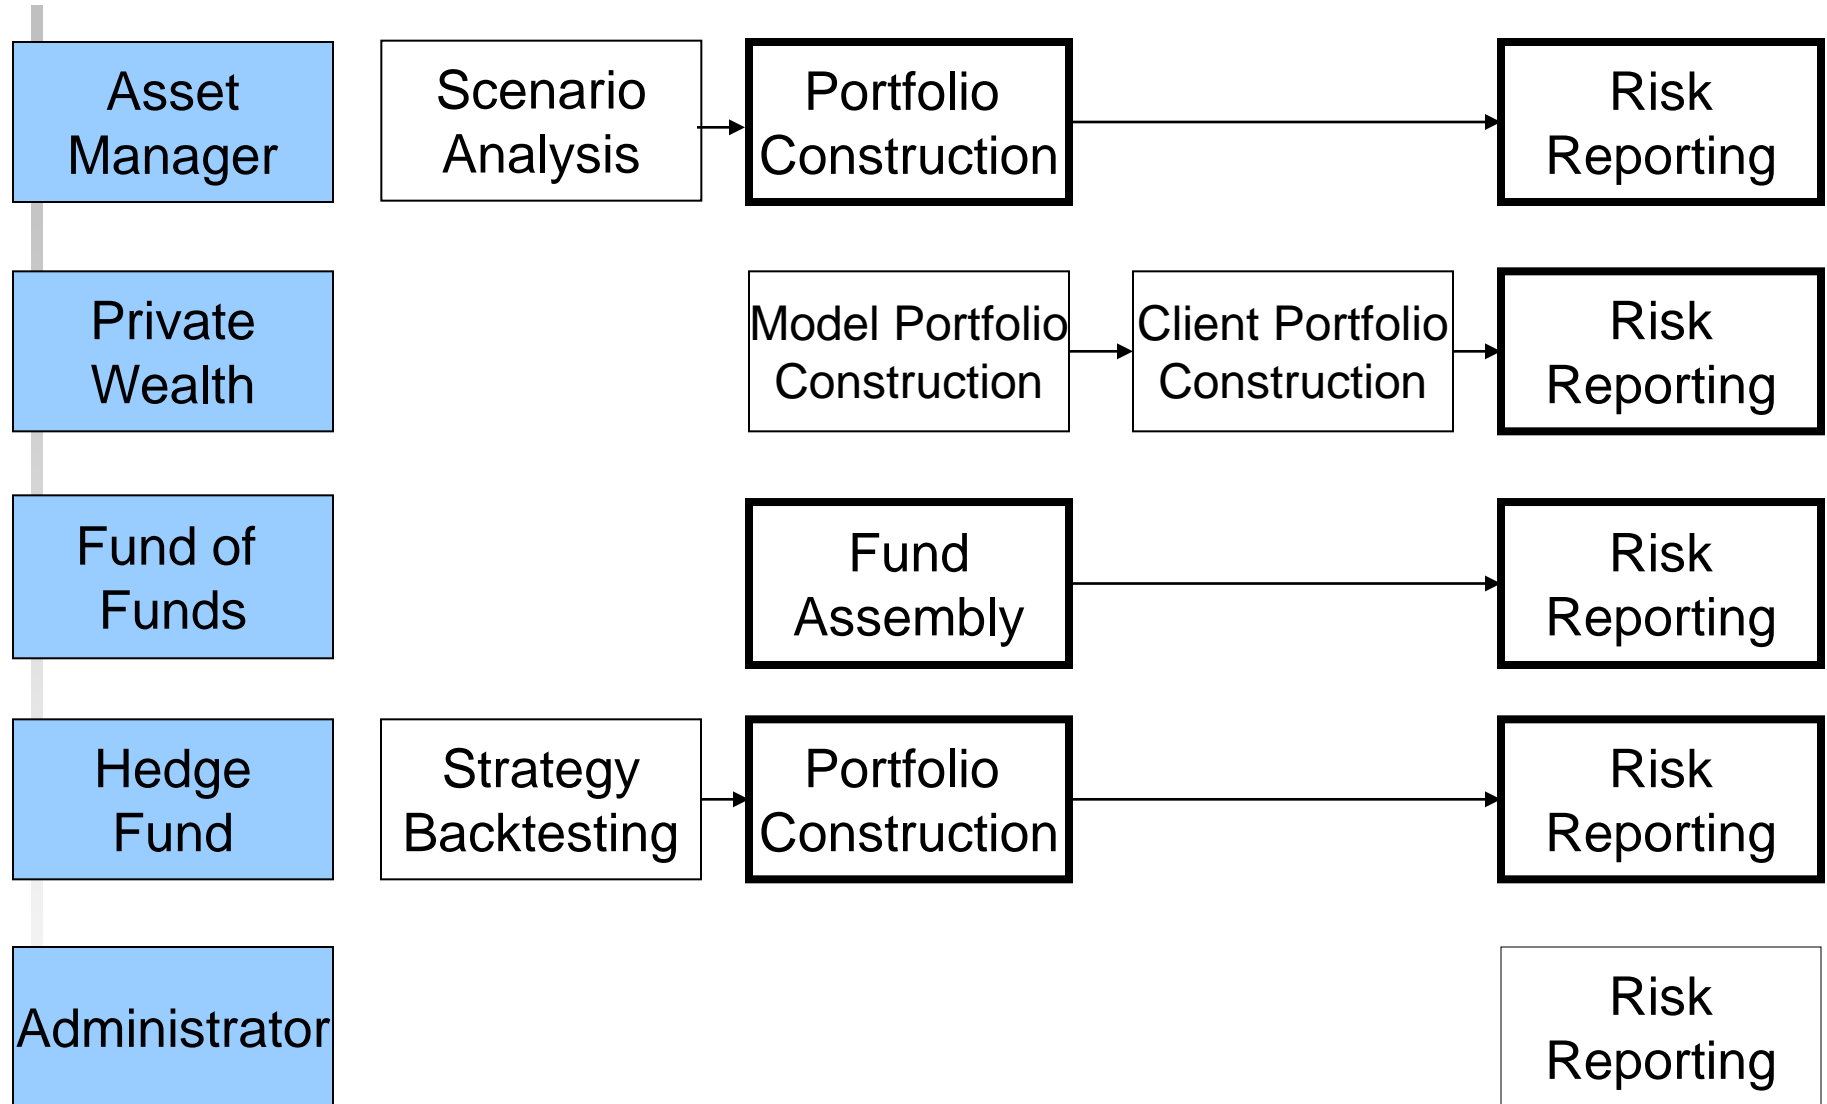 Asset
Manager
Scenario
Analysis
Portfolio
Construction
Risk
Reporting
Private
Wealth
Model Portfolio
Construction
Client Portfolio
Construction
Risk
Reporting
Fund of
Funds
Fund
Assembly
Risk
Reporting
Hedge
Fund
Strategy
Backtesting
Portfolio
Construction
Risk
Reporting
Administrator
Risk
Reporting